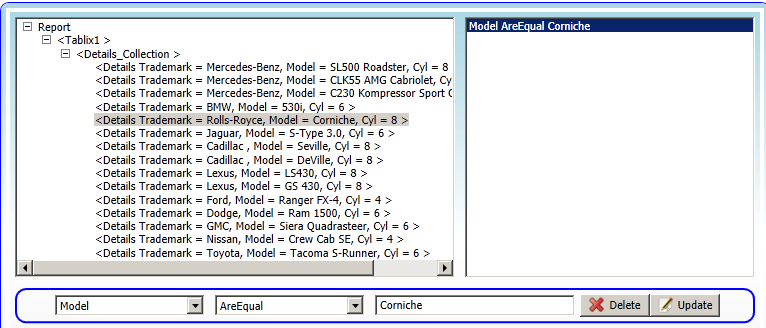 Report
<Tablix1 >
<Details_Collection >
<Details Trademark = Mercedes-Benz, Model = SL500 Roadster, Cyl = 8
<Details Trademark = Mercedes-Benz, Model = CLK55 AMG Cabriolet, Cy
<Details Trademark = Mercedes-Benz, Model = C230 Kompressor Sport C
<Details Trademark = BMW, Model = 530i, Cyl = 6 >
<Details Trademark = Rolls-Royce, Model = Corniche, Cyl = 8 >
<Details Trademark = Jaguar, Model = S-Type 3.0, Cyl = 6 >
<Details Trademark = Cadillac , Model = Seville, Cyl = 8 >
<Details Trademark = Cadillac , Model = DeVille, Cyl = 8 >
<Details Trademark = Lexus, Model = LS430, Cyl = 8 >
<Details Trademark = Lexus, Model = GS 430, Cyl = 8 >
<Details Trademark = Ford, Model = Ranger FX-4, Cyl = 4 >
<Details Trademark = Dodge, Model = Ram 1500, Cyl = 6 >
<Details Trademark = GMC, Model = Siera Quadrasteer, Cyl = 6 >
<Details Trademark = Nissan, Model = Crew Cab SE, Cyl = 4 >
<Details Trademark = Toyota, Model = Tacoma S-Runner, Cyl = 6 >
Model AreEqual Corniche
Model AreEqual Corniche Delete Update